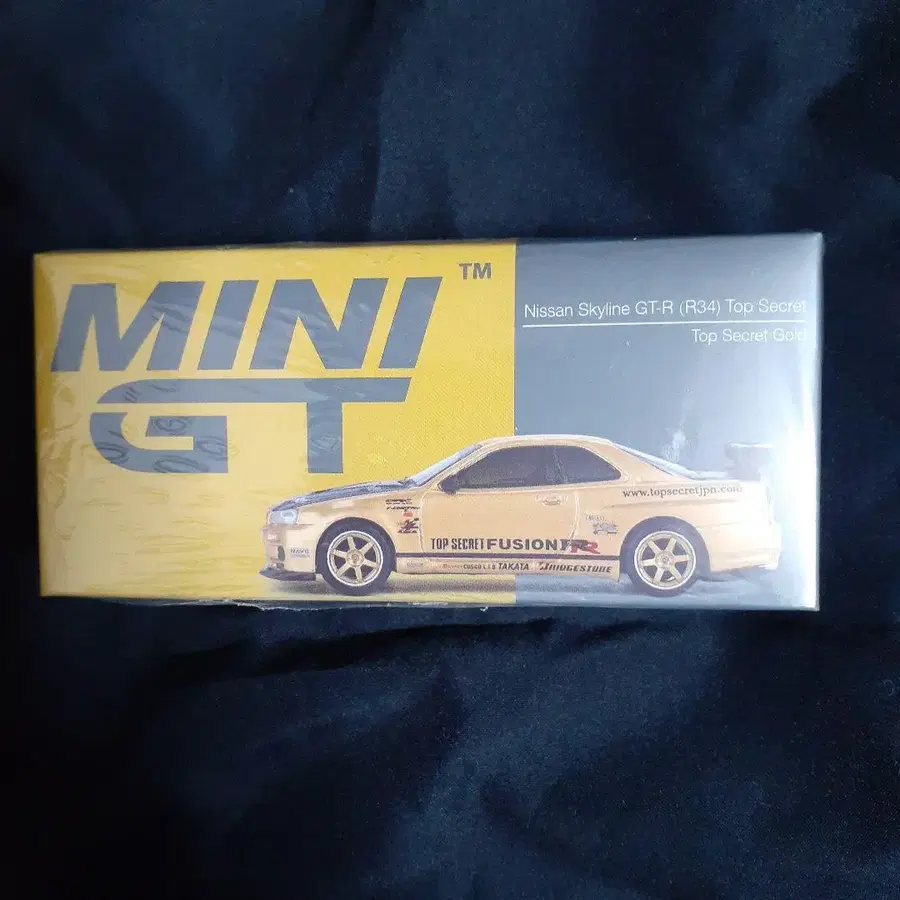 MINI
GT
TM
Nissan Skyline GT-R (R34) Top Secret
Top Secret Gold
www.topsecretjpn.com
TOP SECRET FUSION
TAKATA BRIDGESTONE